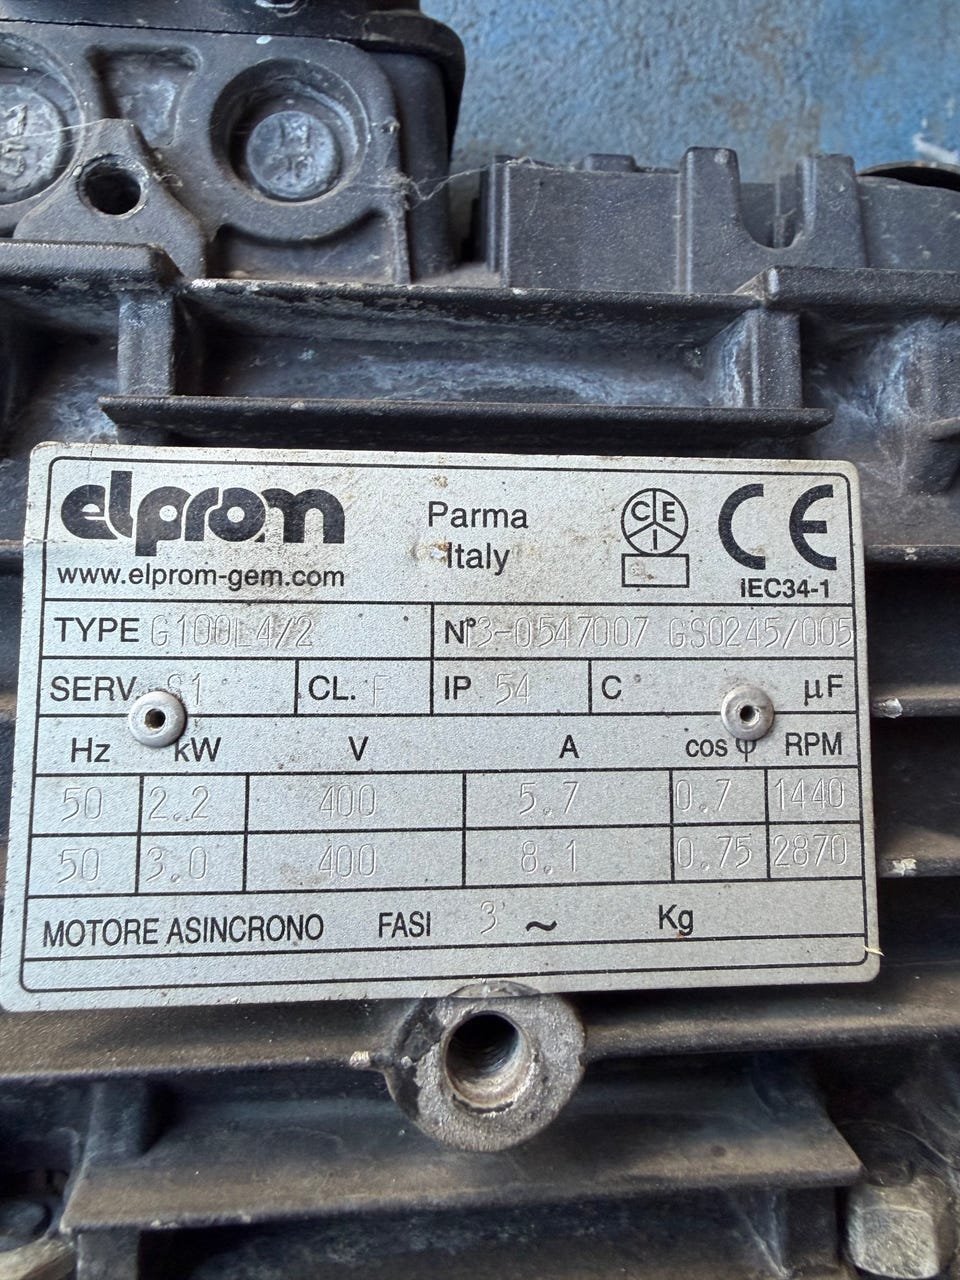 elprom
Parma
Italy
www.elprom-gem.com
CEI
CE
IEC34-1
TYPE G100L4/2 N° 13-0547007 GS0245/005
SERV. S1 CL. F IP 54 C µF
Hz kW V A cos φ RPM
50 2.2 400 5.7 0.7 1440
50 3.0 400 8.1 0.75 2870
MOTORE ASINCRONO FASI 3 ~ Kg